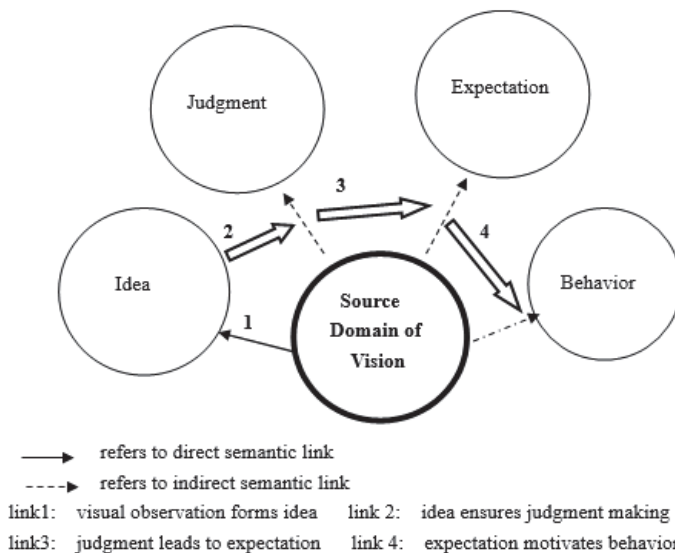 Judgment
Expectation
3
2
4
Idea
Source
Domain of
Vision
Behavior
1
refers to direct semantic link
refers to indirect semantic link
link1: visual observation forms idea link 2: idea ensures judgment making
link3: judgment leads to expectation link 4: expectation motivates behavior